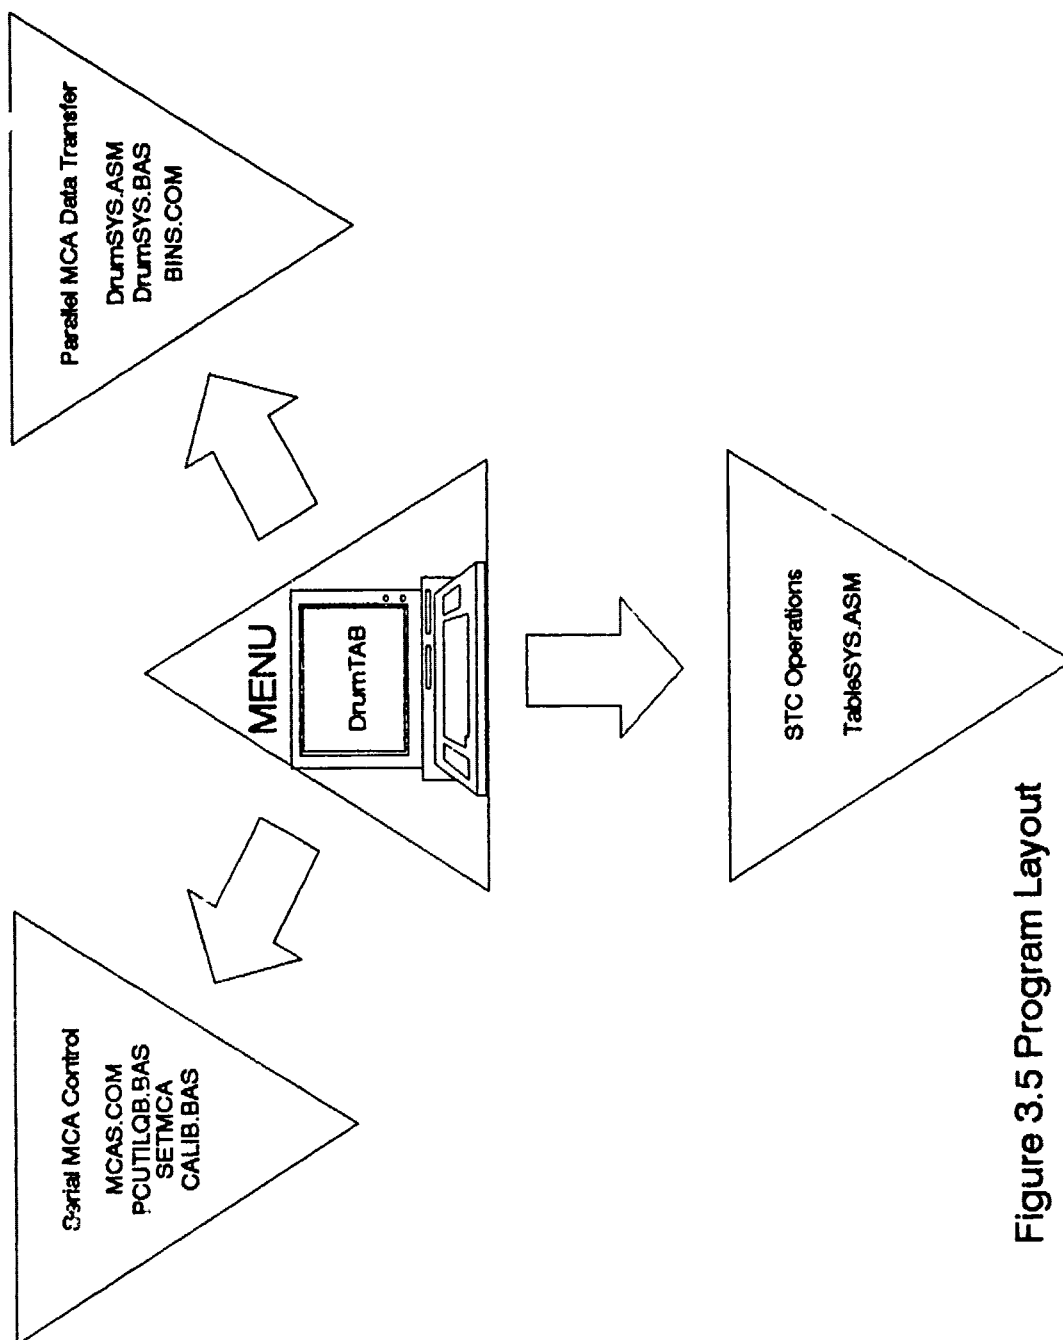 Serial MCA Control
MCAS.COM
PCUTILQB.BAS
SETMCA
CALIB.BAS
MENU
DrumTAB
Parallel MCA Data Transfer
DrumSYS.ASM
DrumSYS.BAS
BINS.COM
STC Operations
TableSYS.ASM
Figure 3.5 Program Layout